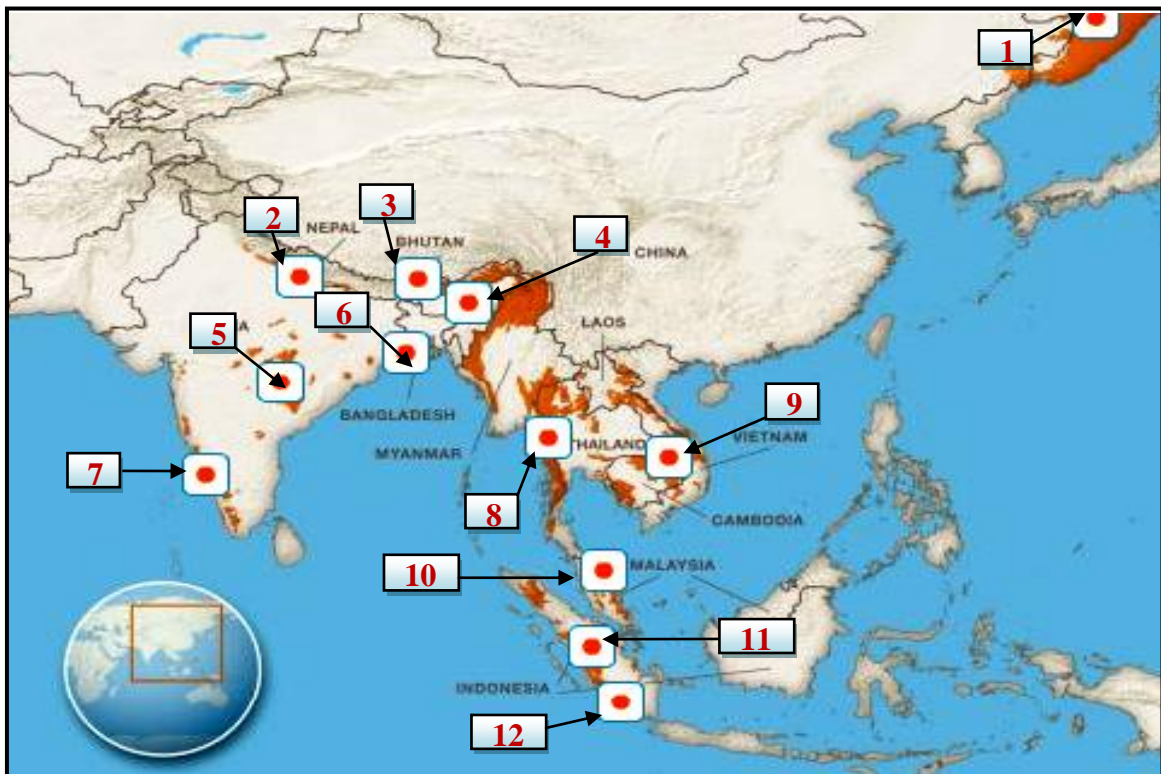 1
2
3
NEPAL
BHUTAN
4
CHINA
6
5
A
LAOS
9
BANGLADESH
MYANMAR
THAILAND
VIETNAM
7
8
CAMBODIA
10
MALAYSIA
11
INDONESIA
12